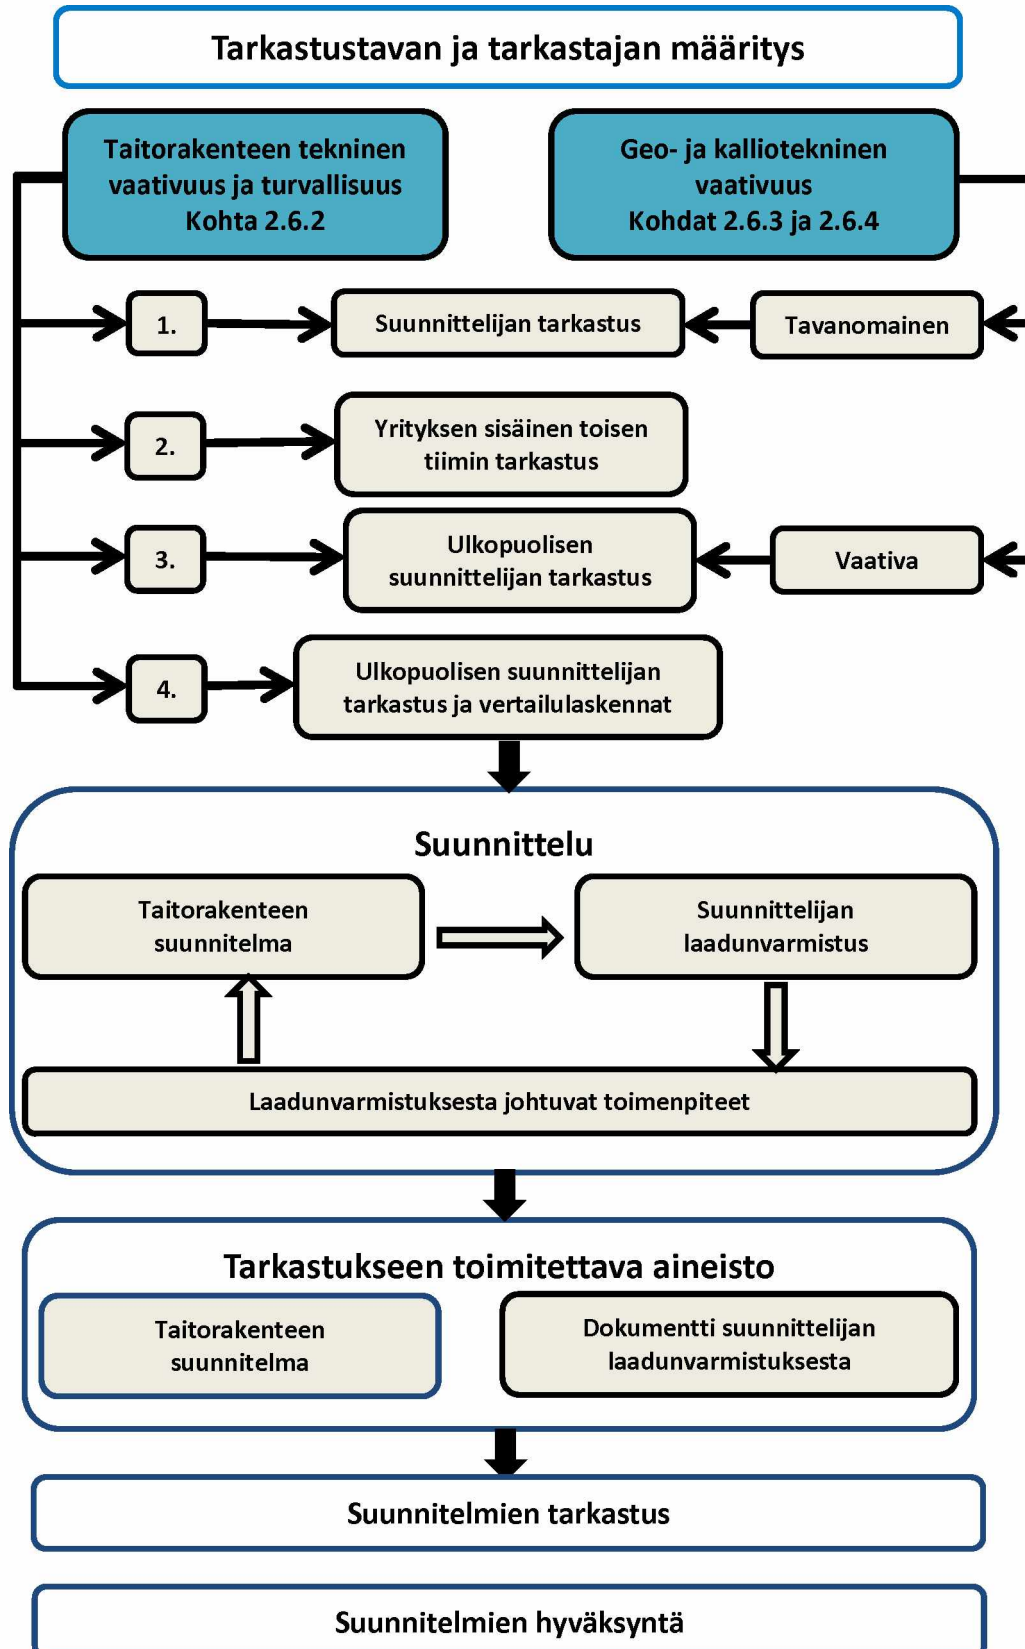 Tarkastustavan ja tarkastajan määritys
Taitorakenteen tekninen
vaativuus ja turvallisuus
Kohta 2.6.2
Geo- ja kalliotekninen
vaativuus
Kohdat 2.6.3 ja 2.6.4
1.
Suunnittelijan tarkastus
Tavanomainen
2.
Yrityksen sisäinen toisen
tiimin tarkastus
3.
Ulkopuolisen
suunnittelijan tarkastus
Vaativa
4.
Ulkopuolisen suunnittelijan
tarkastus ja vertailulaskennat
Suunnittelu
Taitorakenteen
suunnitelma
Suunnittelijan
laadunvarmistus
Laadunvarmistuksesta johtuvat toimenpiteet
Tarkastukseen toimitettava aineisto
Taitorakenteen
suunnitelma
Dokumentti suunnittelijan
laadunvarmistuksesta
Suunnitelmien tarkastus
Suunnitelmien hyväksyntä